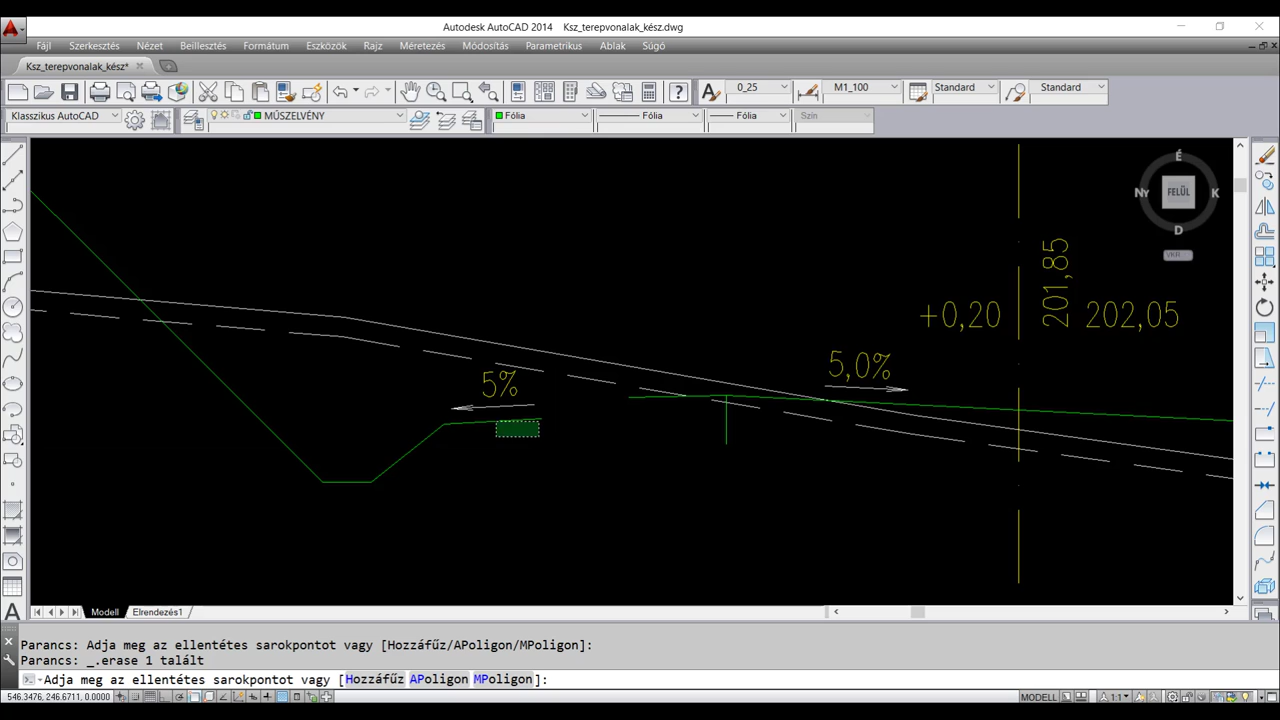 Autodesk AutoCAD 2014 Ksz_terepvonalak_kész.dwg
Fájl Szerkesztés Nézet Beillesztés Formátum Eszközök Rajz Méretezés Módosítás Parametrikus Ablak Súgó
Ksz_terepvonalak_kész*
0_25 M1_100 Standard Standard
Klasszikus AutoCAD MŰSZELVÉNY Fólia Fólia Fólia Szín
É
NY FELÜL K
D
VKR
201,85
+0,20 202,05
5,0%
5%
Modell Elrendezés1
Parancs: Adja meg az ellentétes sarokpontot vagy [Hozzáfűz/APoligon/MPoligon]:
Parancs: _.erase 1 talált
Adja meg az ellentétes sarokpontot vagy [Hozzáfűz APoligon MPoligon]:
546.3476, 246.6711, 0.0000 MODELL 1:1